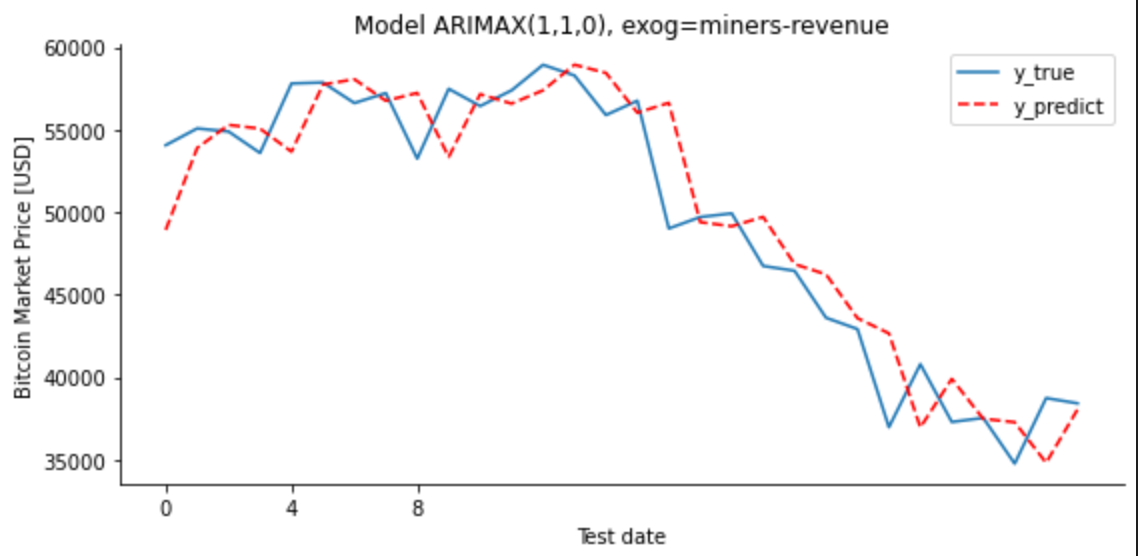 Model ARIMAX(1,1,0), exog=miners-revenue
y_true
y_predict
Bitcoin Market Price [USD]
60000
55000
50000
45000
40000
35000
0 4 8
Test date